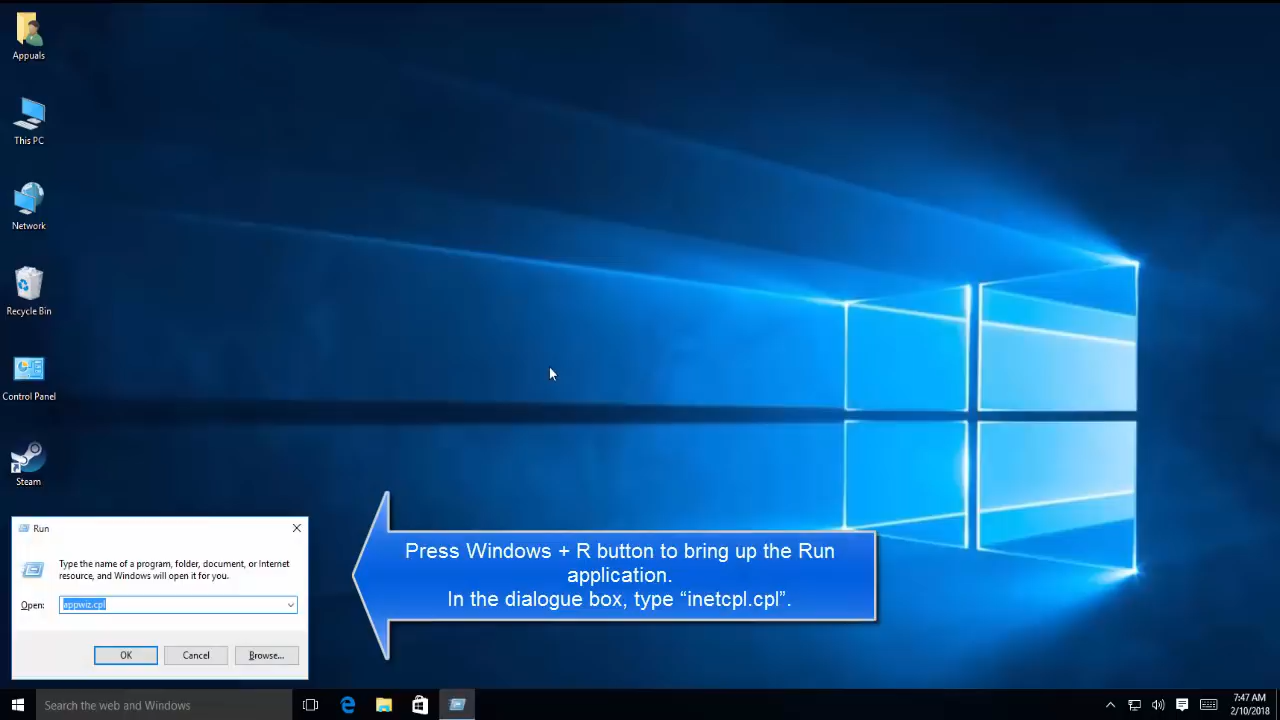 Appuals
This PC
Network
Recycle Bin
Control Panel
Steam
Run
Type the name of a program, folder, document, or Internet
resource, and Windows will open it for you.
Open:
appwiz.cpl
OK
Cancel
Browse...
Press Windows + R button to bring up the Run
application.
In the dialogue box, type “inetcpl.cpl”.
Search the web and Windows
7:47 AM
2/10/2018